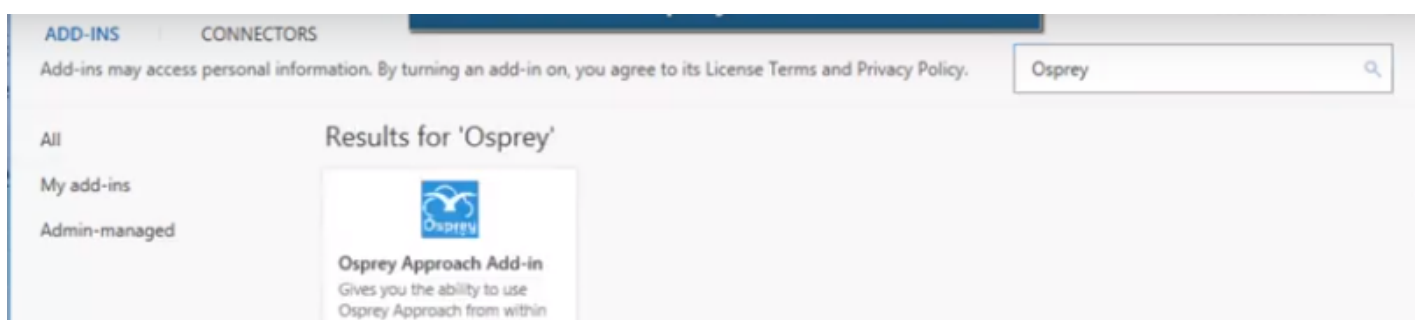 ADD-INS CONNECTORS
Add-ins may access personal information. By turning an add-in on, you agree to its License Terms and Privacy Policy.
Osprey
All
My add-ins
Admin-managed
Results for 'Osprey'
Osprey
Osprey Approach Add-in
Gives you the ability to use
Osprey Approach from within